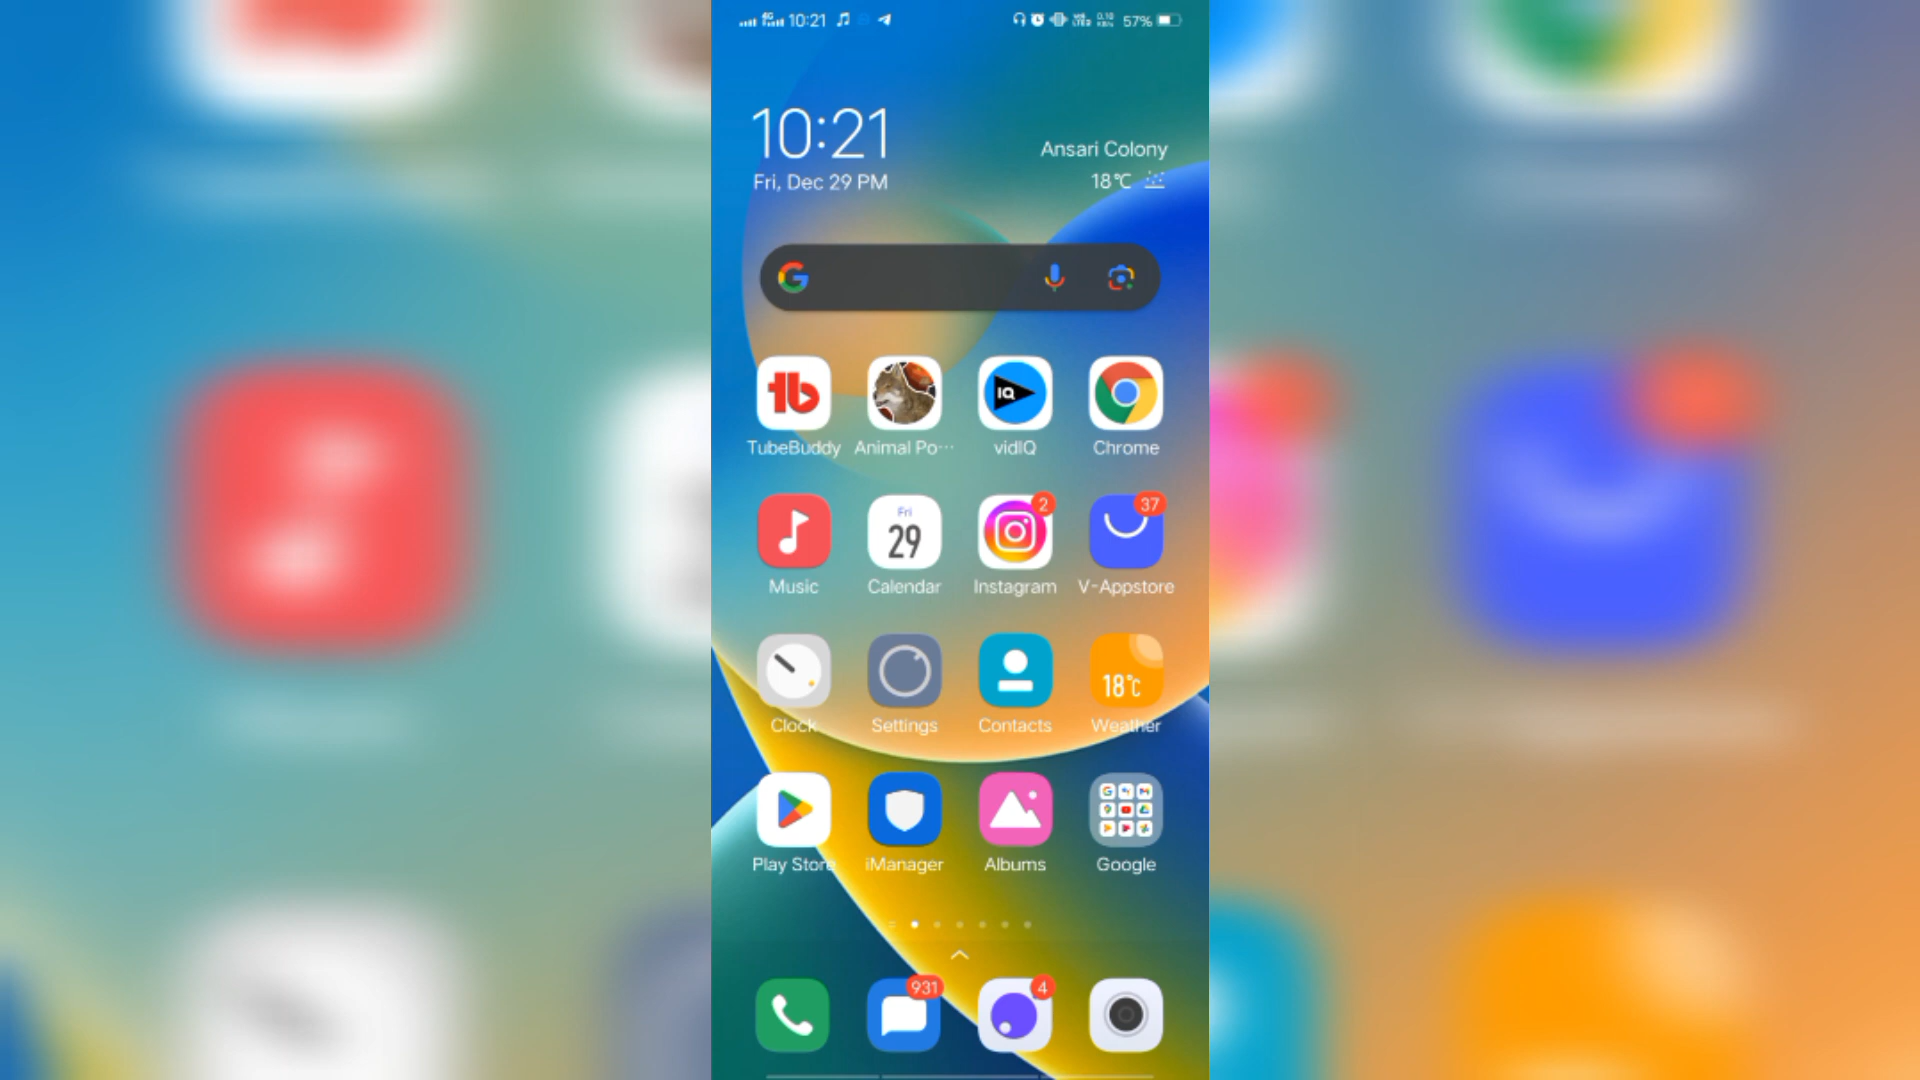 10:21
57%
10:21
Fri, Dec 29 PM
Ansari Colony
18℃
TubeBuddy
Animal Po···
IQ
vidIQ
Chrome
Music
Fri
29
Calendar
2
Instagram
37
V-Appstore
Clock
Settings
Contacts
18℃
Weather
Play Store
iManager
Albums
Google
931
4